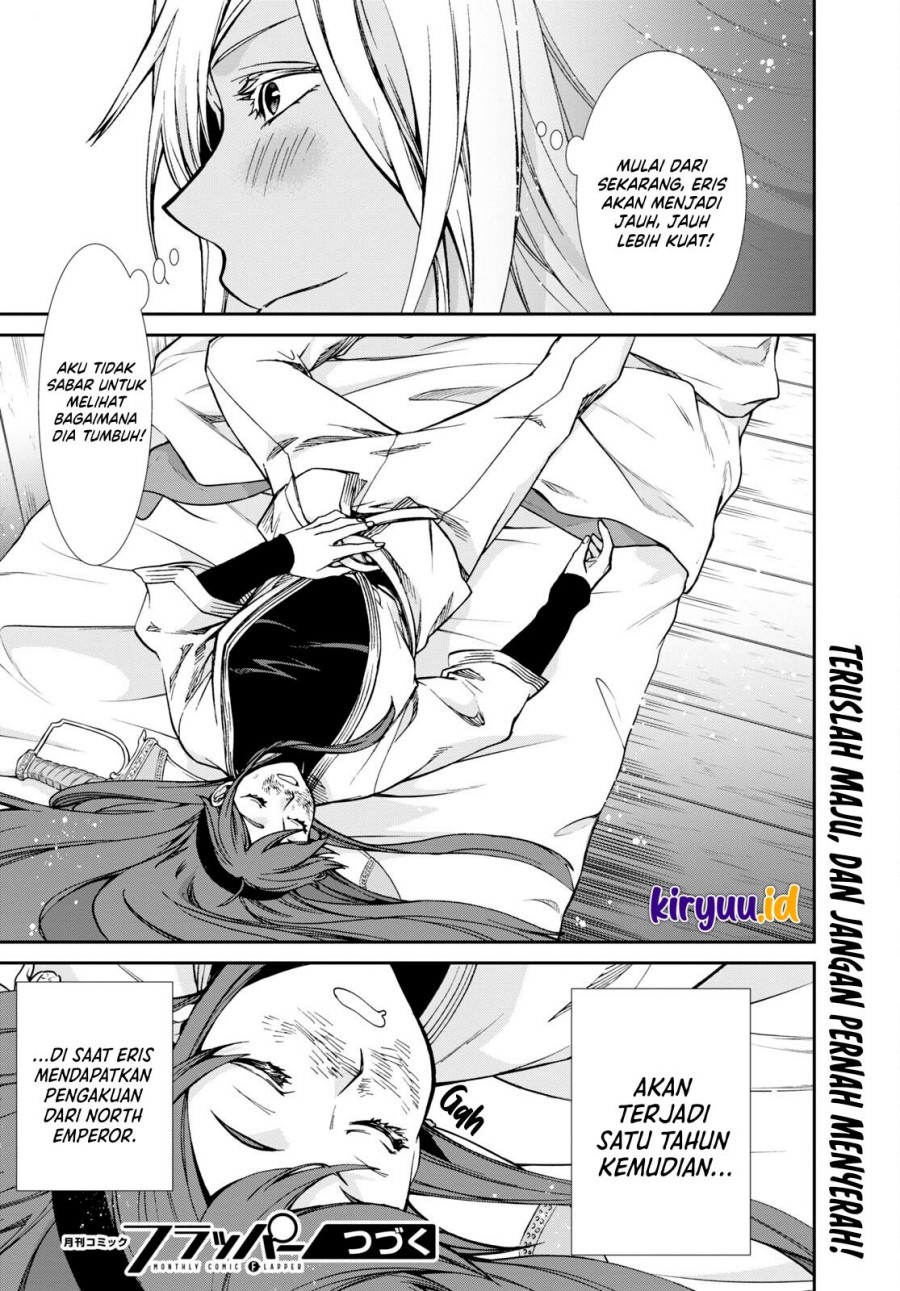 MULAI DARI
SEKARANG, ERIS
AKAN MENJADI
JAUH, JAUH
LEBIH KUAT!
AKU TIDAK
SABAR UNTUK
MELIHAT
BAGAIMANA
DIA TUMBUH!
TERUSLAH MAJU, DAN JANGAN PERNAH MENYERAH!
kiryuu.id
AKAN
TERJADI
SATU TAHUN
KEMUDIAN...
Ggh
...DI SAAT ERIS
MENDAPATKAN
PENGAKUAN
DARI NORTH
EMPEROR.
月刊コミック
フラッパー
MONTHLY COMIC FLAPPER
つづく